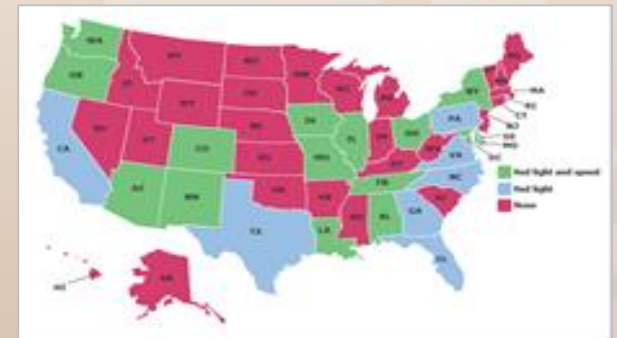 WA
MT
ND
MN
ME
OR
ID
SD
WI
MI
NY
WY
MA
IA
PA
CT
NV
NE
IL
IN
OH
NJ
CA
UT
CO
KS
MO
KY
WV
VA
DE
MD
DC
TN
NC
AZ
NM
OK
AR
SC
Red light and speed
Red light
None
MS
AL
GA
TX
LA
FL
AK
HI